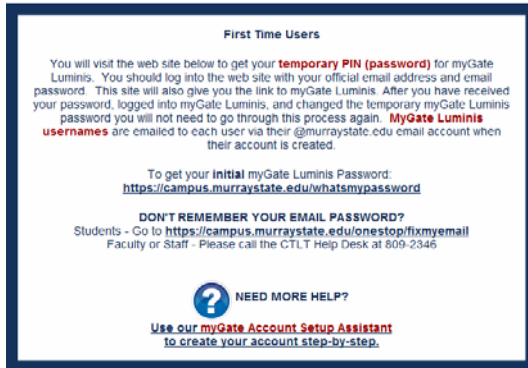 First Time Users
You will visit the web site below to get your temporary PIN (password) for myGate
Luminis. You should log into the web site with your official email address and email
password. This site will also give you the link to myGate Luminis. After you have received
your password, logged into myGate Luminis, and changed the temporary myGate Luminis
password you will not need to go through this process again. MyGate Luminis
usernames are emailed to each user via their @murraystate.edu email account when
their account is created.
To get your initial myGate Luminis Password:
https://campus.murraystate.edu/whatsmypassword
DON'T REMEMBER YOUR EMAIL PASSWORD?
Students - Go to https://campus.murraystate.edu/onestop/fixmyemail
Faculty or Staff - Please call the CTLT Help Desk at 809-2346
? NEED MORE HELP?
Use our myGate Account Setup Assistant
to create your account step-by-step.